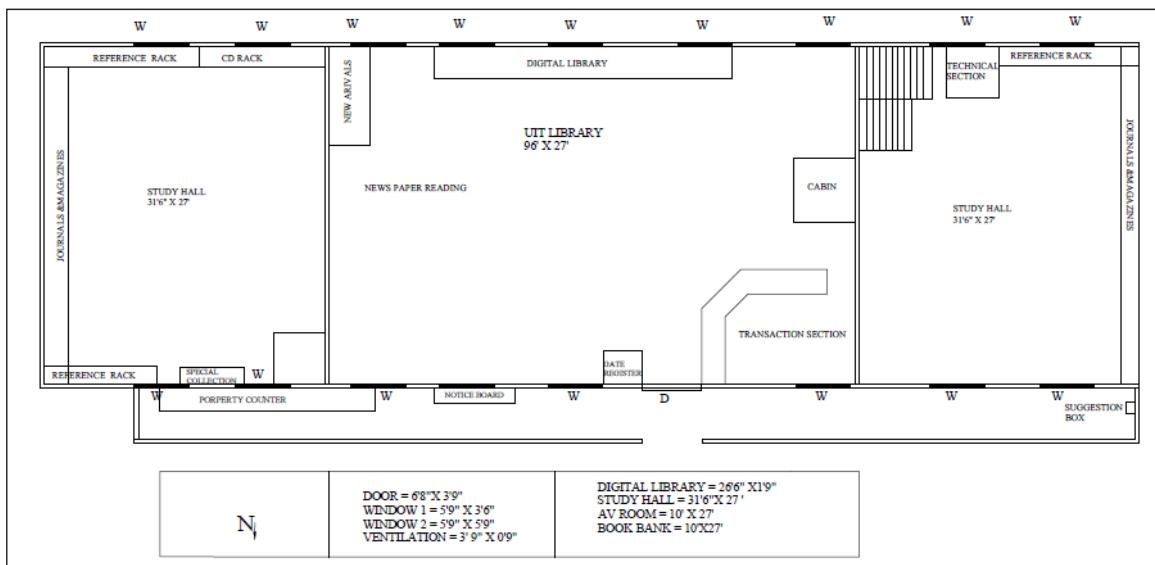 W W W W W W W W
REFERENCE RACK
CD RACK
NEW ARIVALS
DIGITAL LIBRARY
TECHNICAL
SECTION
REFERENCE RACK
UIT LIBRARY
96' X 27'
JOURNALS &MAGAZINES
STUDY HALL
31'6" X 27'
NEWS PAPER READING
CABIN
STUDY HALL
31'6" X 27'
JOURNALS &MAGAZINES
TRANSACTION SECTION
DATE
REGISTER
REFERENCE RACK
SPECIAL
COLLECTION
W
W W W D W W W
PORPERTY COUNTER
NOTICE BOARD
SUGGESTION
BOX
N
DOOR = 6'8"X 3'9"
WINDOW 1 = 5'9" X 3'6"
WINDOW 2 = 5'9" X 5'9"
VENTILATION = 3' 9" X 0'9"
DIGITAL LIBRARY = 26'6" X1'9"
STUDY HALL = 31'6"X 27 '
AV ROOM = 10' X 27'
BOOK BANK = 10'X27'